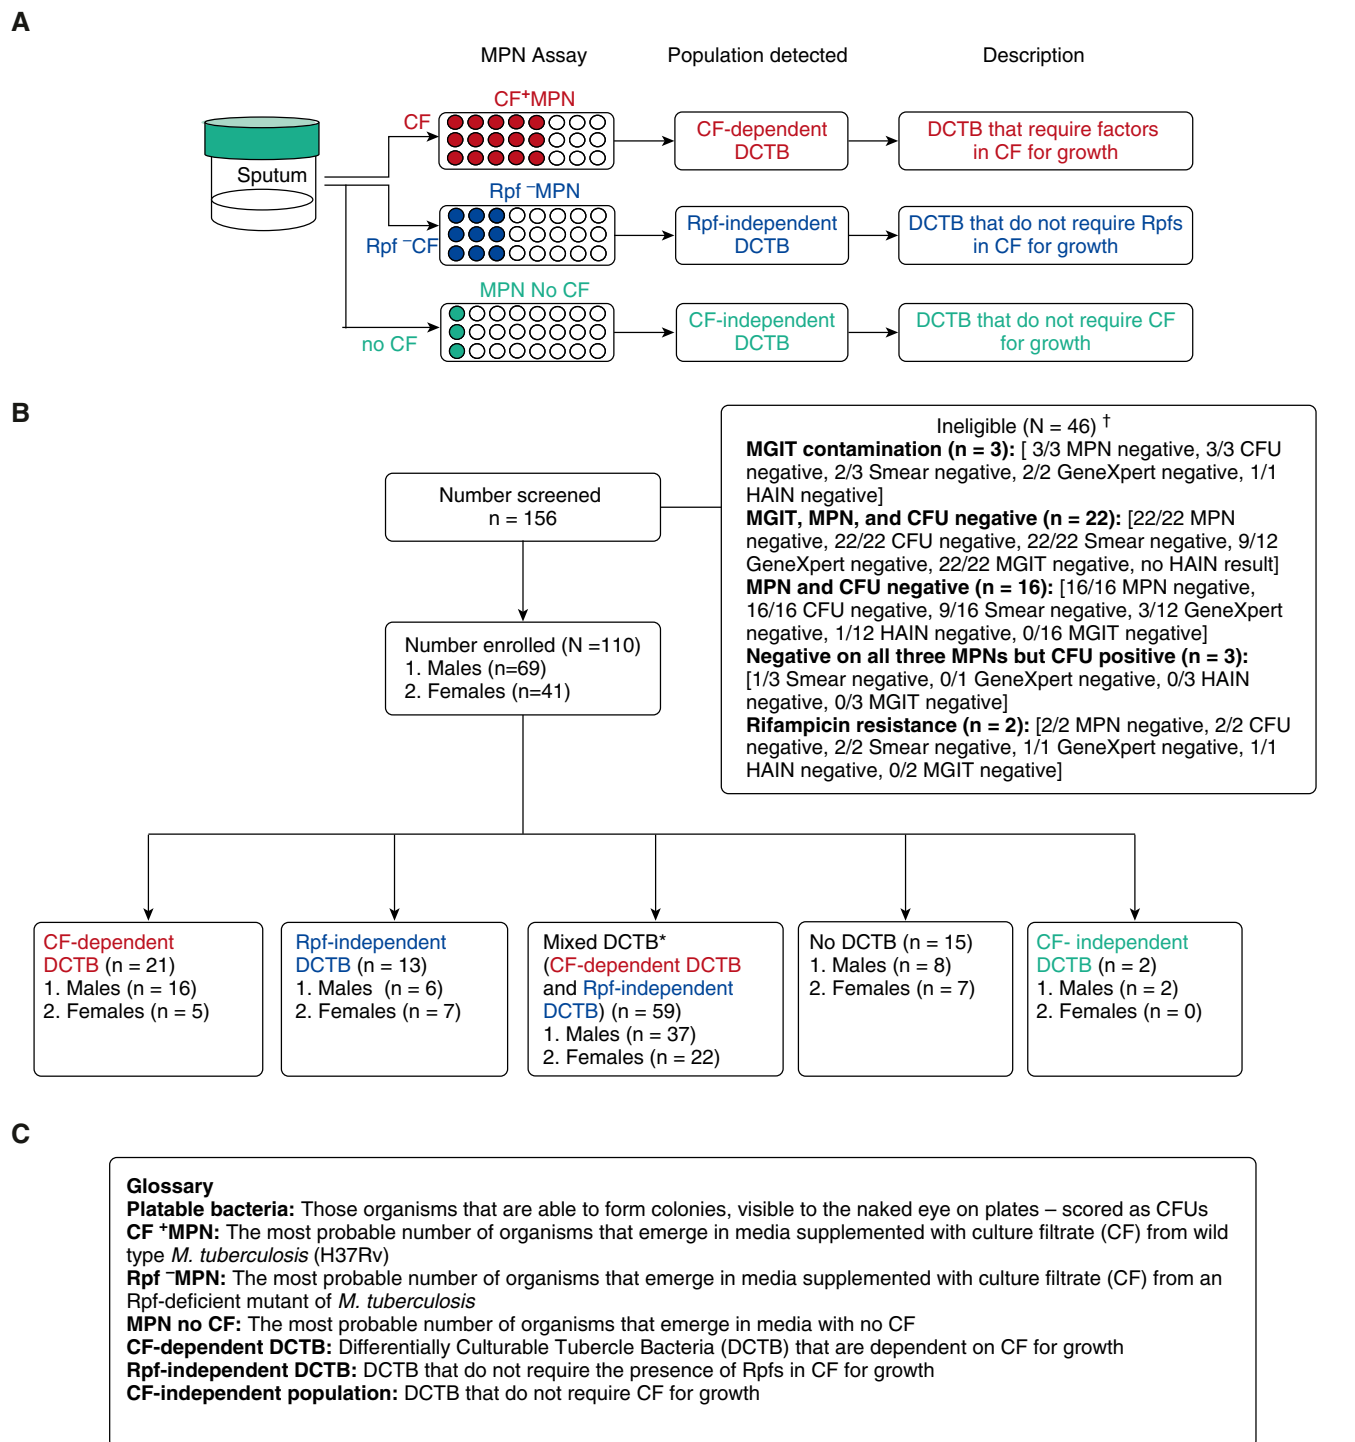 A
MPN Assay
Population detected
Description
CF
CF⁺MPN
CF-dependent
DCTB
DCTB that require factors
in CF for growth
Sputum
Rpf ⁻CF
Rpf ⁻MPN
Rpf-independent
DCTB
DCTB that do not require Rpfs
in CF for growth
no CF
MPN No CF
CF-independent
DCTB
DCTB that do not require CF
for growth
B
Number screened
n = 156
Ineligible (N = 46) †
MGIT contamination (n = 3): [ 3/3 MPN negative, 3/3 CFU
negative, 2/3 Smear negative, 2/2 GeneXpert negative, 1/1
HAIN negative]
MGIT, MPN, and CFU negative (n = 22): [22/22 MPN
negative, 22/22 CFU negative, 22/22 Smear negative, 9/12
GeneXpert negative, 22/22 MGIT negative, no HAIN result]
MPN and CFU negative (n = 16): [16/16 MPN negative,
16/16 CFU negative, 9/16 Smear negative, 3/12 GeneXpert
negative, 1/12 HAIN negative, 0/16 MGIT negative]
Negative on all three MPNs but CFU positive (n = 3):
[1/3 Smear negative, 0/1 GeneXpert negative, 0/3 HAIN
negative, 0/3 MGIT negative]
Rifampicin resistance (n = 2): [2/2 MPN negative, 2/2 CFU
negative, 2/2 Smear negative, 1/1 GeneXpert negative, 1/1
HAIN negative, 0/2 MGIT negative]
Number enrolled (N =110)
1. Males (n=69)
2. Females (n=41)
CF-dependent
DCTB (n = 21)
1. Males (n = 16)
2. Females (n = 5)
Rpf-independent
DCTB (n = 13)
1. Males (n = 6)
2. Females (n = 7)
Mixed DCTB*
(CF-dependent DCTB
and Rpf-independent
DCTB) (n = 59)
1. Males (n = 37)
2. Females (n = 22)
No DCTB (n = 15)
1. Males (n = 8)
2. Females (n = 7)
CF- independent
DCTB (n = 2)
1. Males (n = 2)
2. Females (n = 0)
C
Glossary
Platable bacteria: Those organisms that are able to form colonies, visible to the naked eye on plates – scored as CFUs
CF ⁺MPN: The most probable number of organisms that emerge in media supplemented with culture filtrate (CF) from wild
type M. tuberculosis (H37Rv)
Rpf ⁻MPN: The most probable number of organisms that emerge in media supplemented with culture filtrate (CF) from an
Rpf-deficient mutant of M. tuberculosis
MPN no CF: The most probable number of organisms that emerge in media with no CF
CF-dependent DCTB: Differentially Culturable Tubercle Bacteria (DCTB) that are dependent on CF for growth
Rpf-independent DCTB: DCTB that do not require the presence of Rpfs in CF for growth
CF-independent population: DCTB that do not require CF for growth